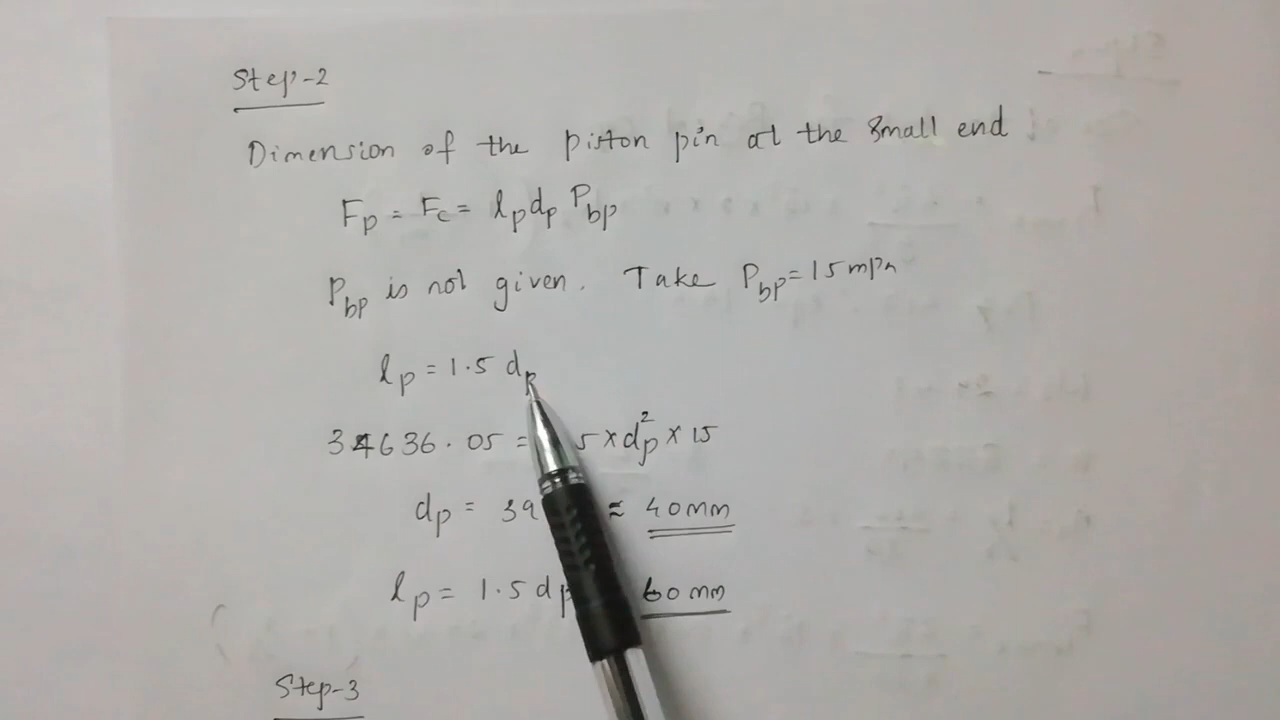 Step-2
Dimension of the piston pin at the small end
Fp = Fc = lp dp Pbp
Pbp is not given. Take Pbp = 15 mpa
lp = 1.5 dp
34636.05 = 5 × dp² × 15
dp = 39 ≈ 40mm
lp = 1.5 dp 60 mm
Step-3